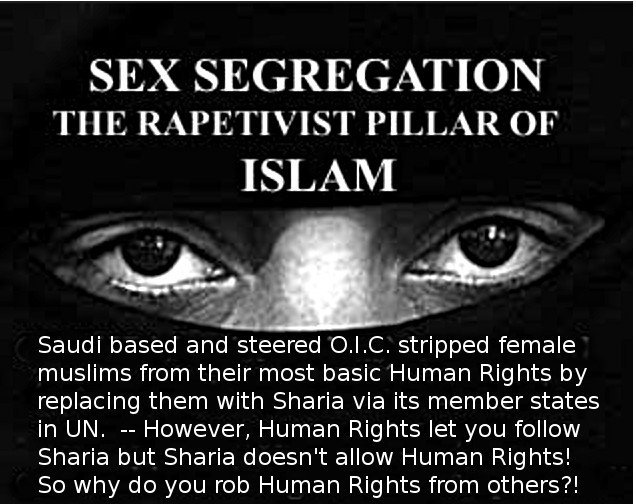 SEX SEGREGATION
THE RAPETIVIST PILLAR OF
ISLAM
Saudi based and steered O.I.C. stripped female
muslims from their most basic Human Rights by
replacing them with Sharia via its member states
in UN.  -- However, Human Rights let you follow
Sharia but Sharia doesn't allow Human Rights!
So why do you rob Human Rights from others?!